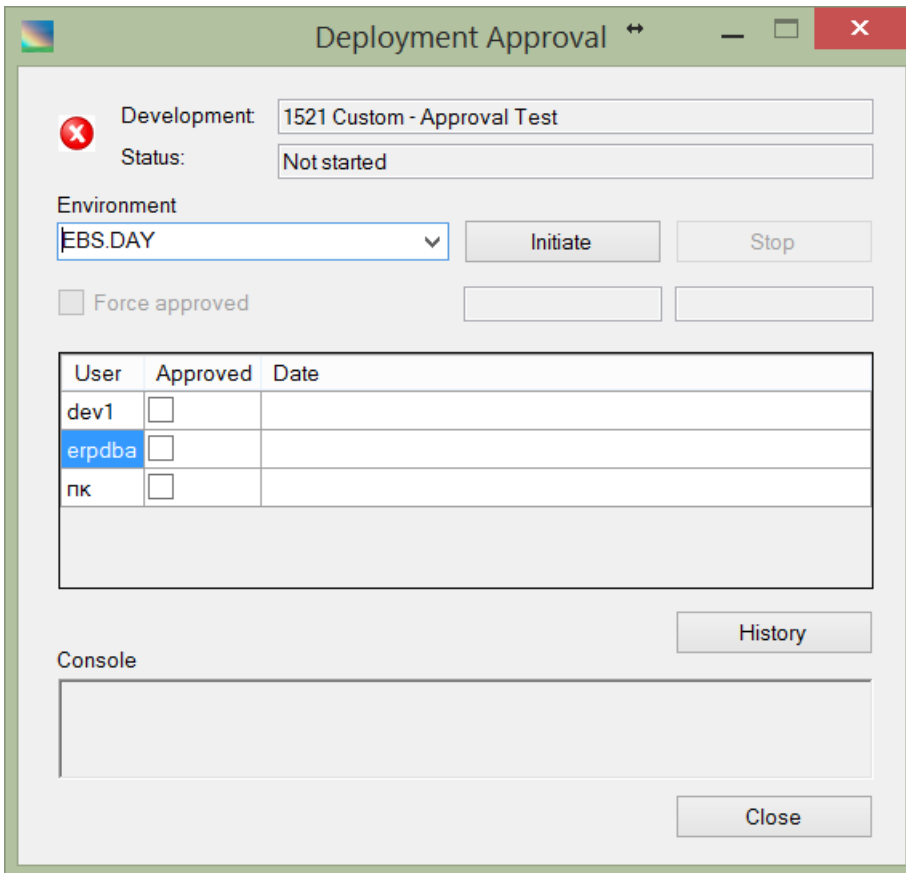 Deployment Approval
Development: 1521 Custom - Approval Test
Status: Not started
Environment
EBS.DAY Initiate Stop
Force approved
User Approved Date
dev1
erpdba
пк
History
Console
Close